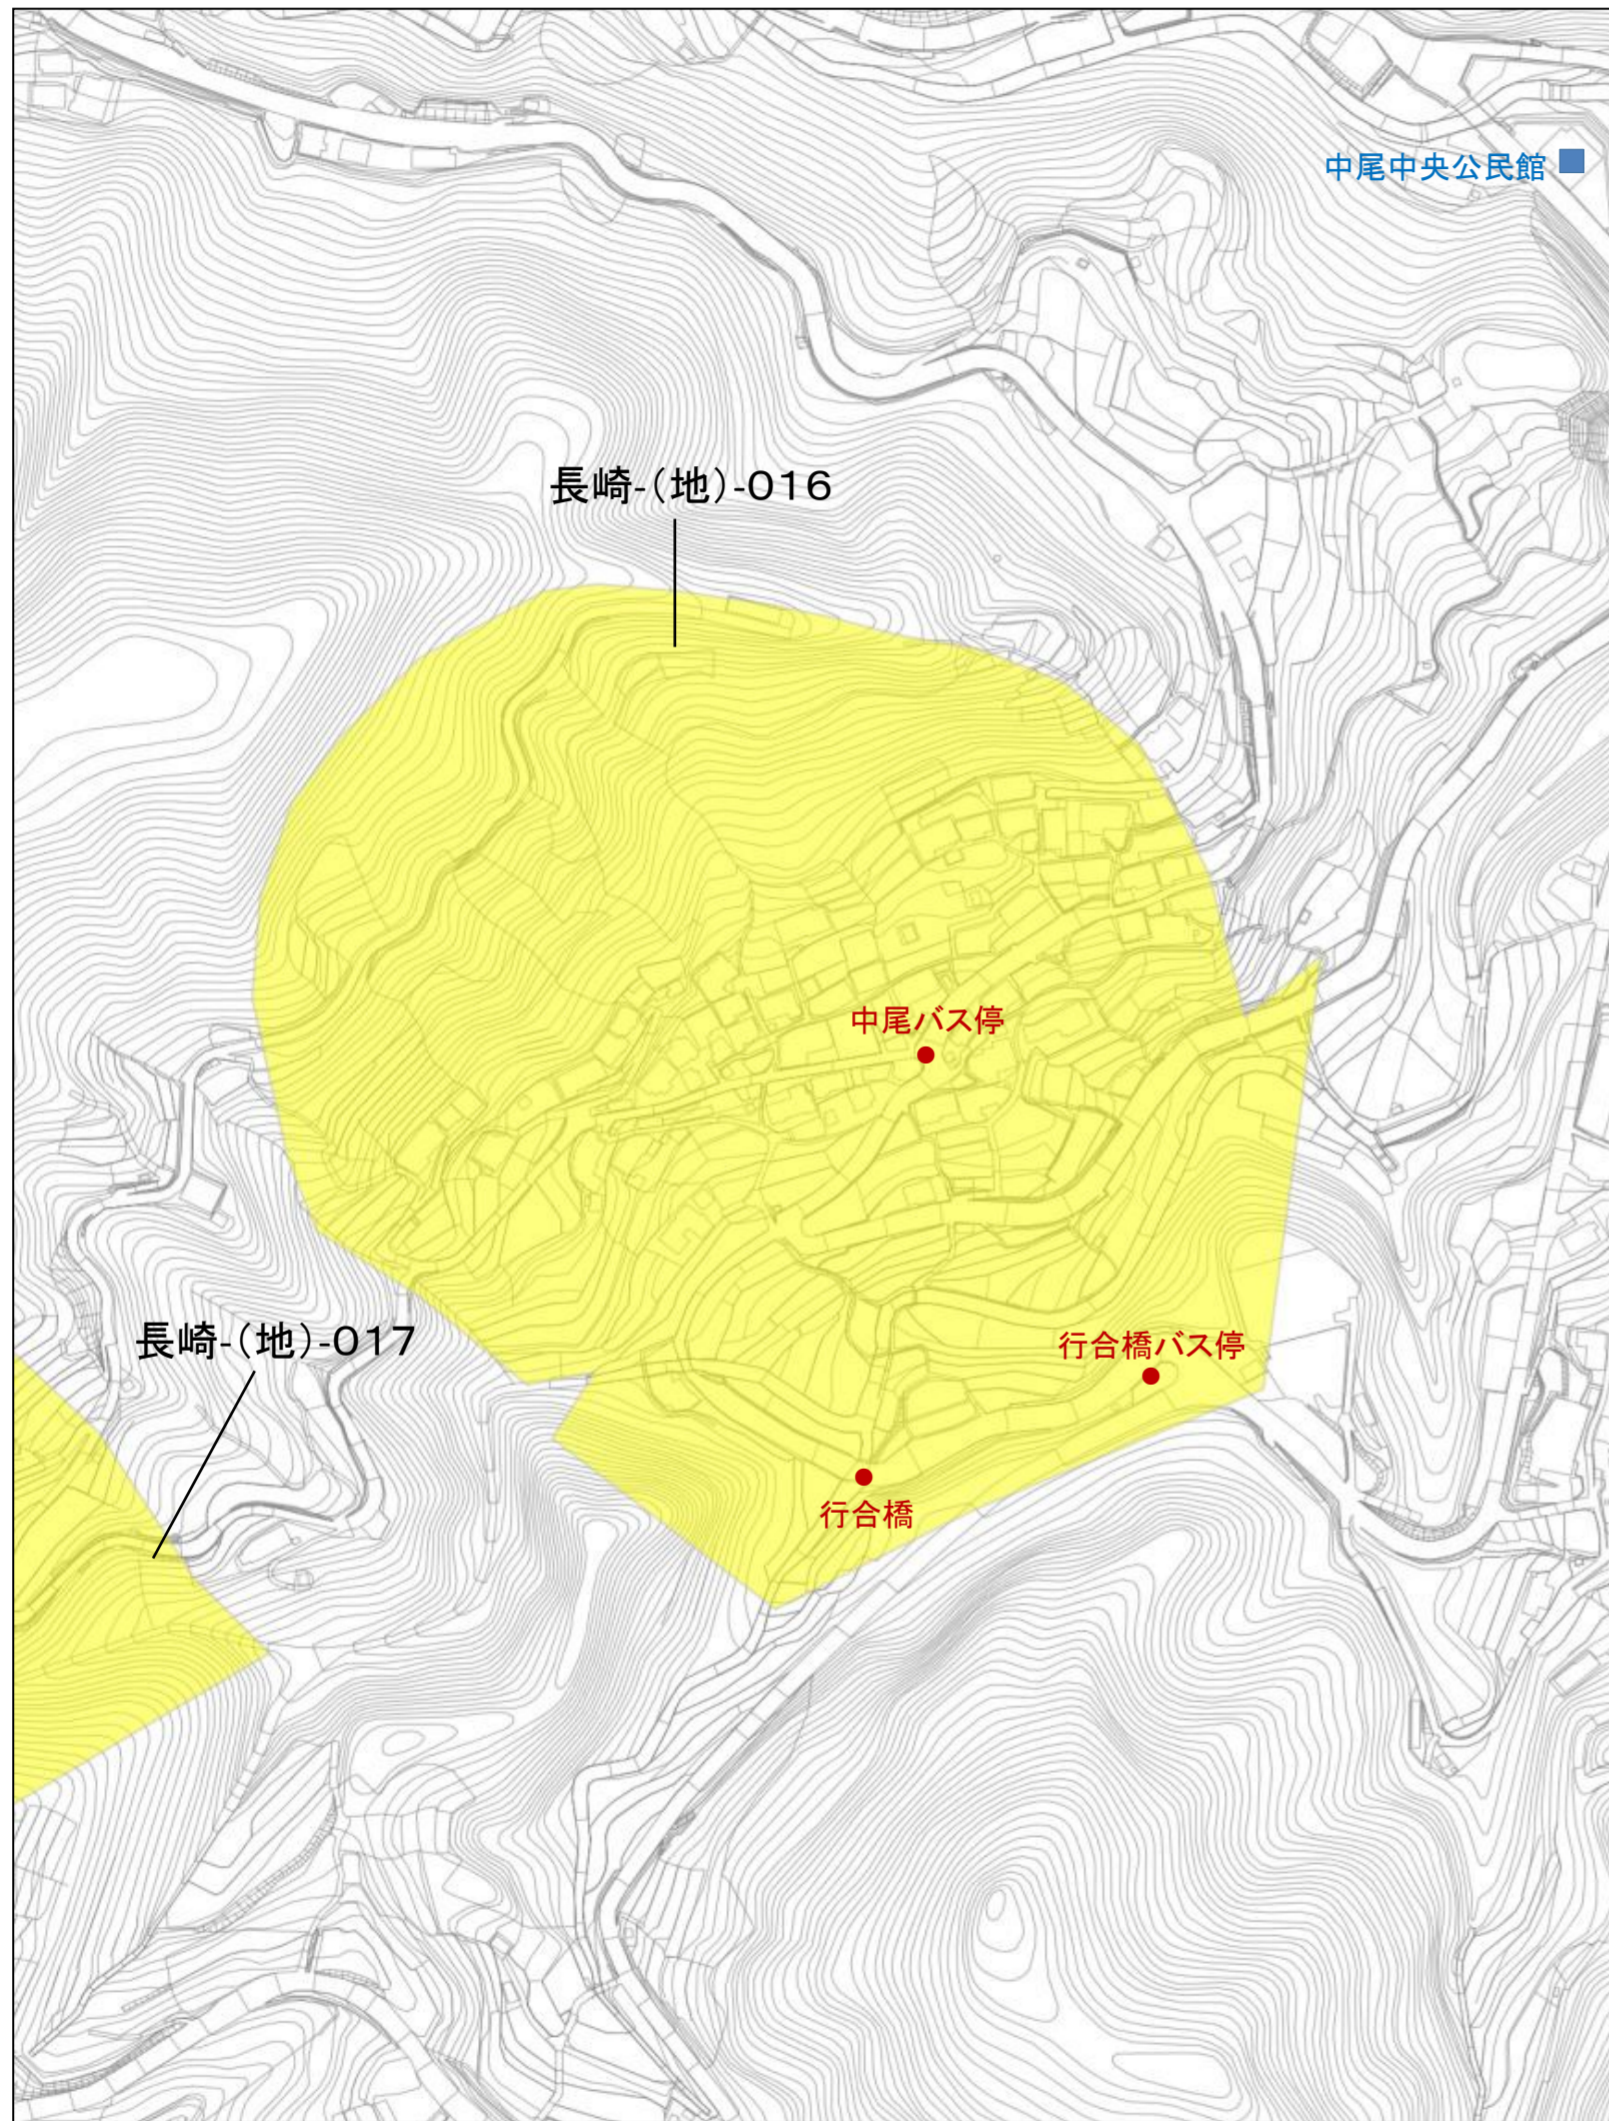 中尾中央公民館
長崎-(地)-016
中尾バス停
長崎-(地)-017
行合橋バス停
行合橋